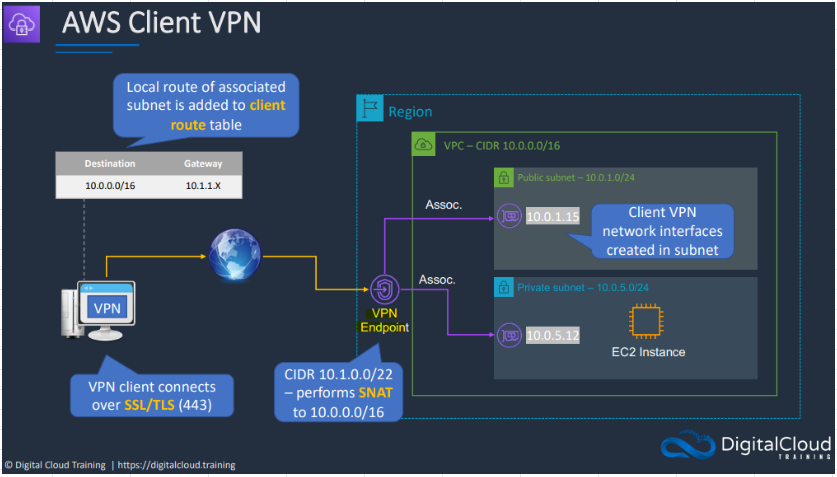 AWS Client VPN
Local route of associated
subnet is added to client
route table
Destination Gateway
10.0.0.0/16 10.1.1.X
Region
VPC – CIDR 10.0.0.0/16
Public subnet – 10.0.1.0/24
Assoc.
10.0.1.15
Client VPN
network interfaces
created in subnet
Assoc.
Private subnet – 10.0.5.0/24
10.0.5.12
EC2 Instance
VPN
Endpoint
VPN
VPN client connects
over SSL/TLS (443)
CIDR 10.1.0.0/22
– performs SNAT
to 10.0.0.0/16
DigitalCloud
TRAINING
© Digital Cloud Training | https://digitalcloud.training